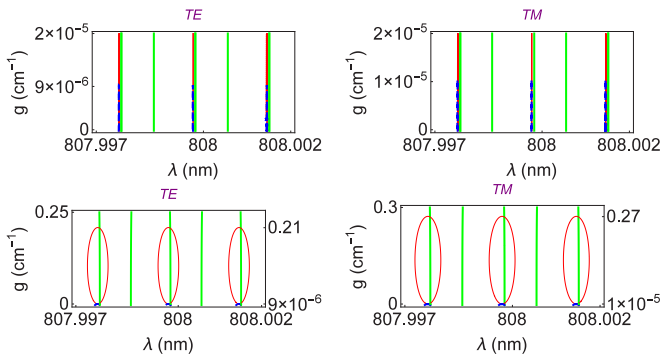 TE
g (cm⁻¹)
2×10⁻⁵
9×10⁻⁶
0
807.997 808 808.002
λ (nm)
TM
g (cm⁻¹)
2×10⁻⁵
1×10⁻⁵
0
807.997 808 808.002
λ (nm)
TE
g (cm⁻¹)
0.25
0
0.21
9×10⁻⁶
807.997 808 808.002
λ (nm)
TM
g (cm⁻¹)
0.3
0
0.27
1×10⁻⁵
807.997 808 808.002
λ (nm)